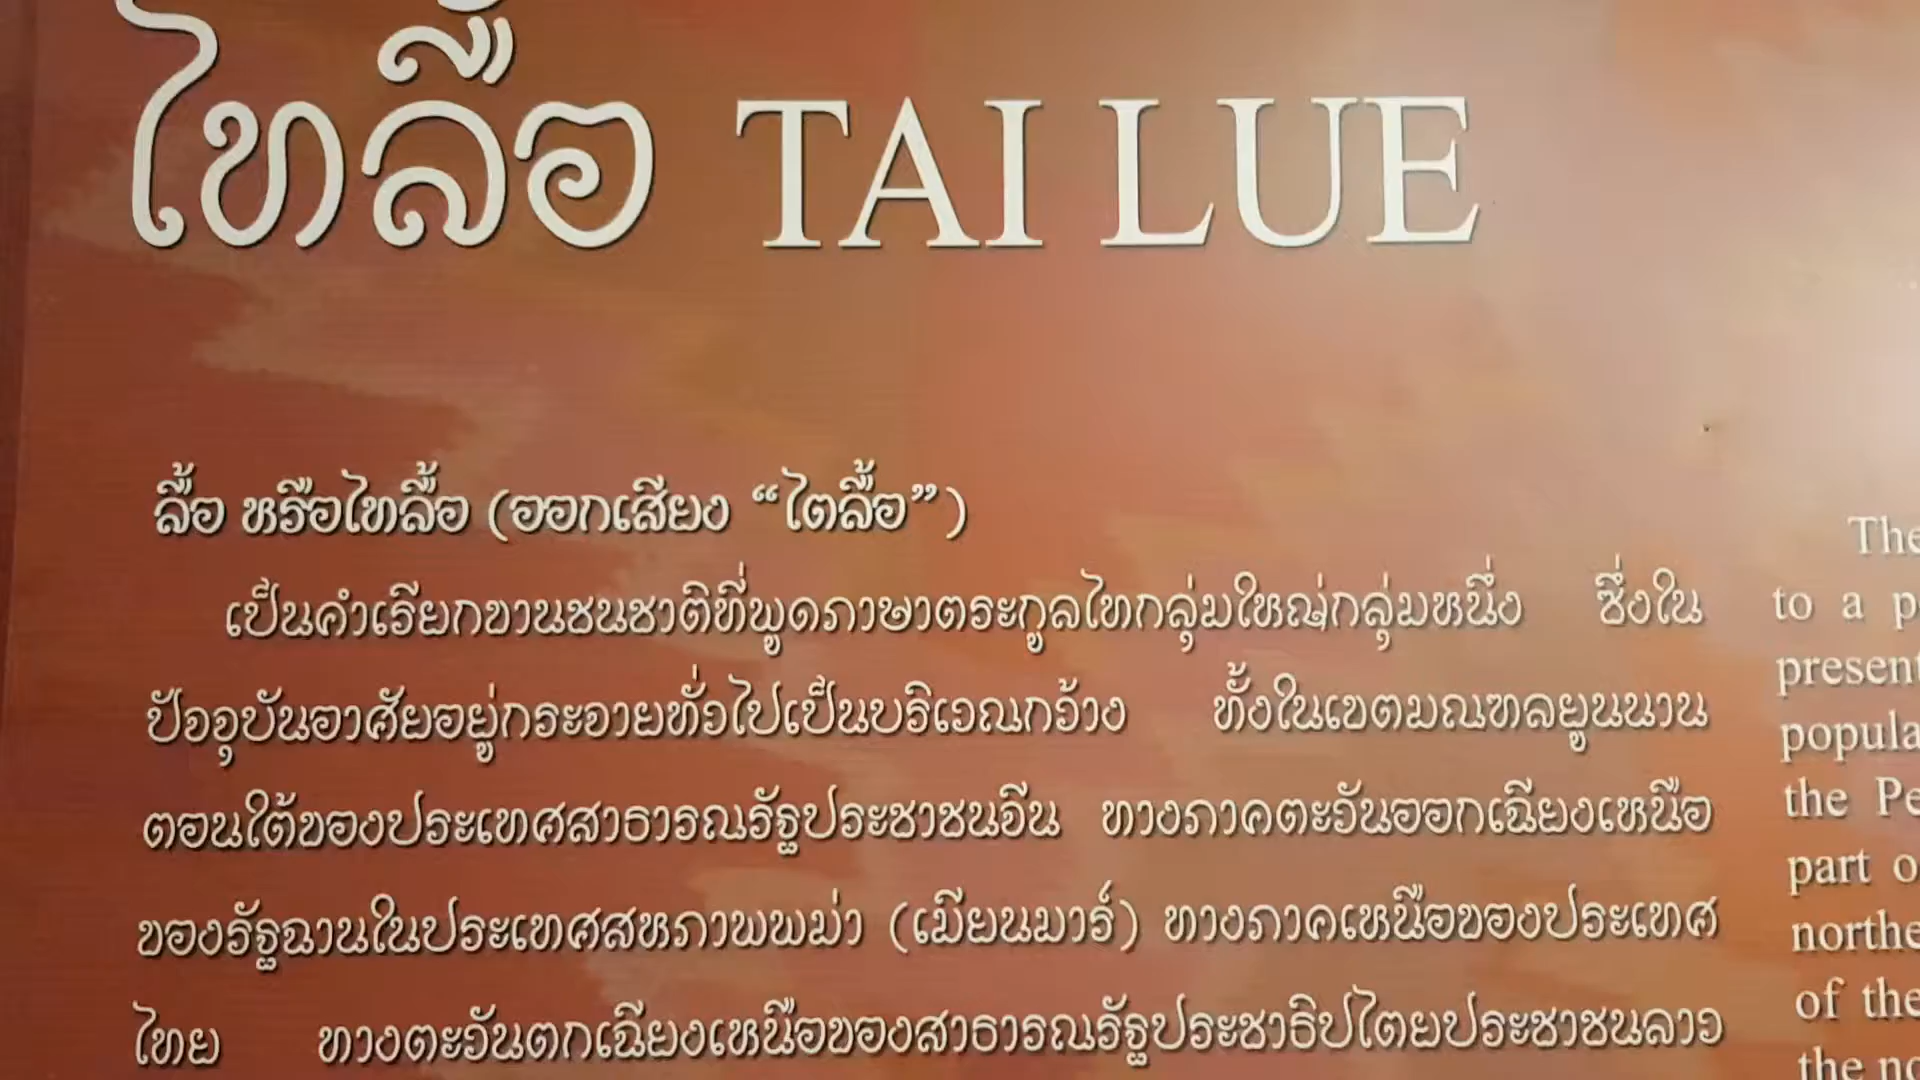 ไทลื้อ TAI LUE
ลื้อ หรือไทลื้อ (ออกเสียง “ไตลื้อ”)
เป็นคำเรียกขานชนชาติที่พูดภาษาตระกูลไทกลุ่มใหญ่กลุ่มหนึ่ง ซึ่งใน
ปัจจุบันอาศัยอยู่กระจายทั่วไปเป็นบริเวณกว้าง ทั้งในเขตมณฑลยูนนาน
ตอนใต้ของประเทศสาธารณรัฐประชาชนจีน ทางภาคตะวันออกเฉียงเหนือ
ของรัฐฉานในประเทศสหภาพพม่า (เมียนมาร์) ทางภาคเหนือของประเทศ
ไทย ทางตะวันตกเฉียงเหนือของสาธารณรัฐประชาธิปไตยประชาชนลาว
The
to a p
present
popula
the Pe
part o
northe
of the
the no